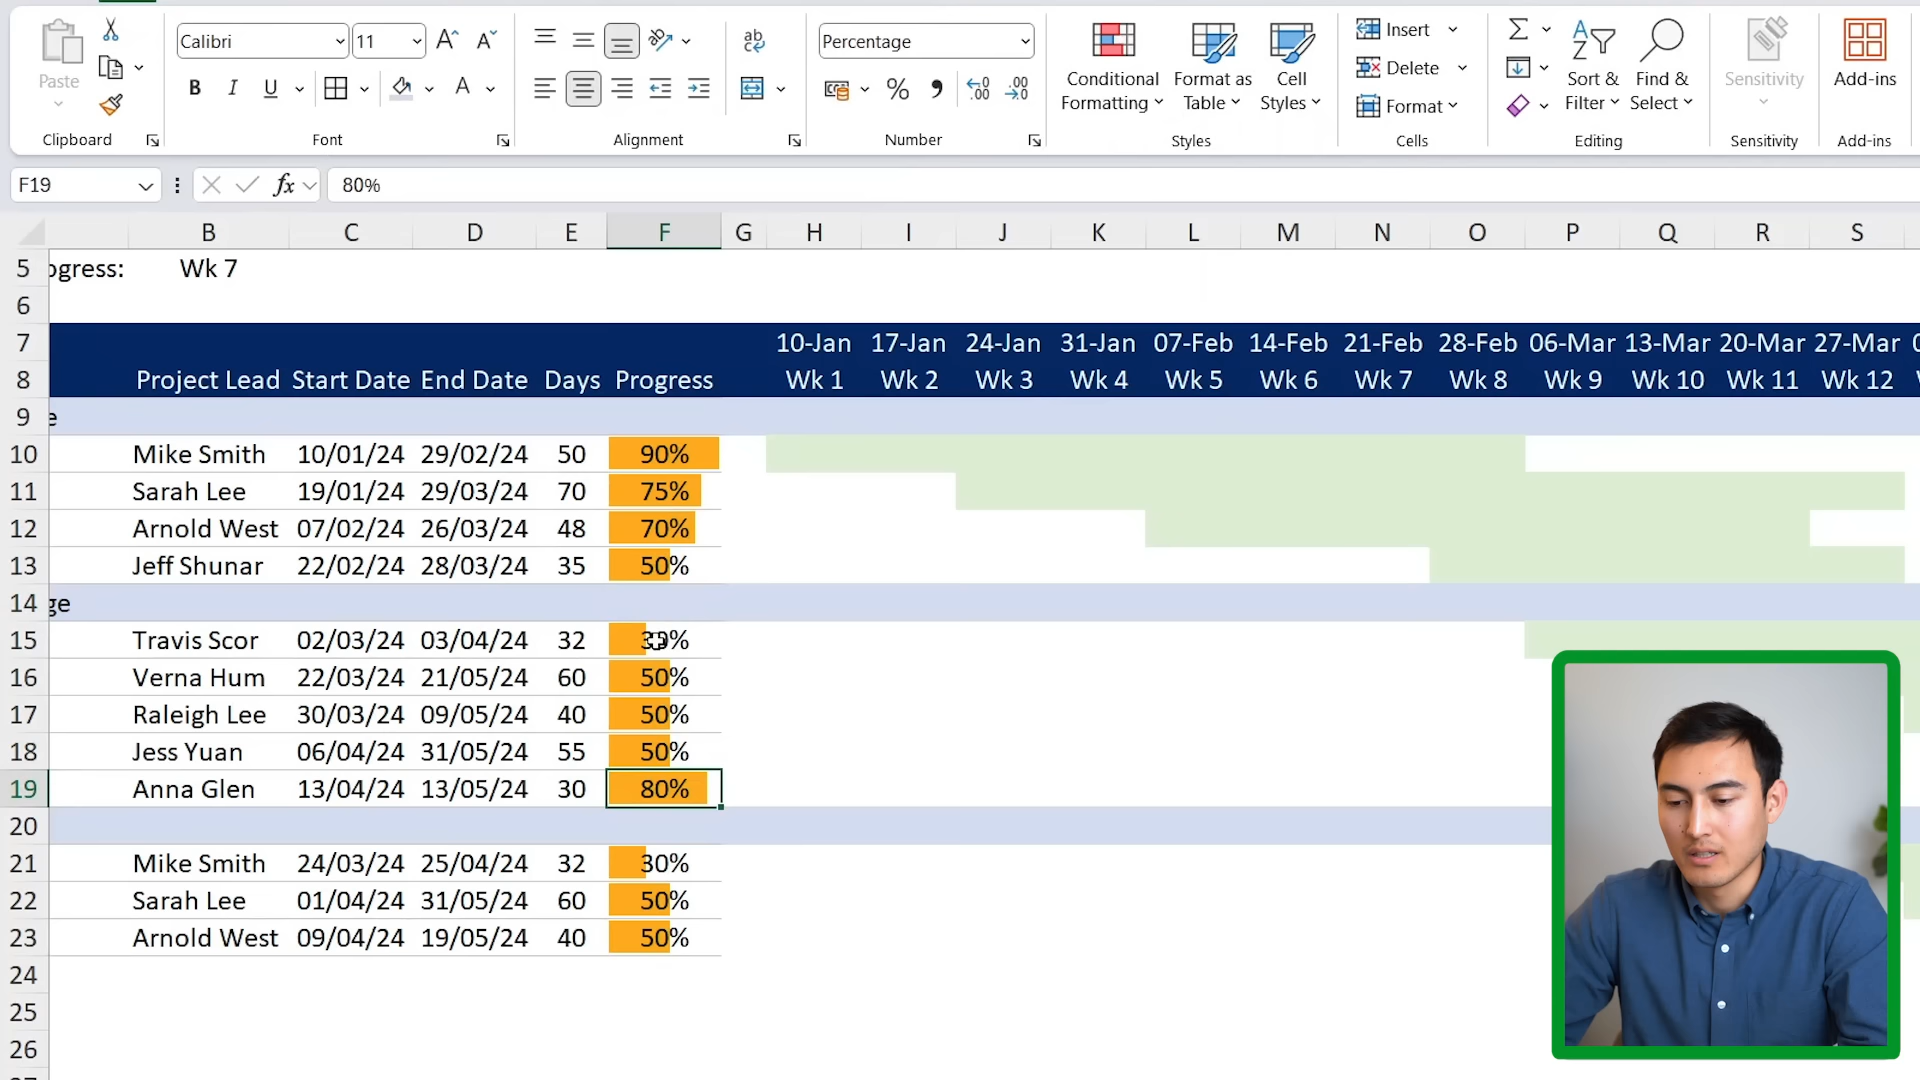 Calibri 11 ab Percentage Insert
Paste Conditional Format as Cell Delete Sort & Find & Sensitivity Add-ins
B I U A % Formatting Table Styles Format Filter Select
Clipboard Font Alignment Number Styles Cells Editing Sensitivity Add-ins
F19 fx 80%
B C D E F G H I J K L M N O P Q R S
5 ogress: Wk 7
6
7 10-Jan 17-Jan 24-Jan 31-Jan 07-Feb 14-Feb 21-Feb 28-Feb 06-Mar 13-Mar 20-Mar 27-Mar
8 Project Lead Start Date End Date Days Progress Wk 1 Wk 2 Wk 3 Wk 4 Wk 5 Wk 6 Wk 7 Wk 8 Wk 9 Wk 10 Wk 11 Wk 12
9 e
10 Mike Smith 10/01/24 29/02/24 50 90%
11 Sarah Lee 19/01/24 29/03/24 70 75%
12 Arnold West 07/02/24 26/03/24 48 70%
13 Jeff Shunar 22/02/24 28/03/24 35 50%
14 ge
15 Travis Scor 02/03/24 03/04/24 32 30%
16 Verna Hum 22/03/24 21/05/24 60 50%
17 Raleigh Lee 30/03/24 09/05/24 40 50%
18 Jess Yuan 06/04/24 31/05/24 55 50%
19 Anna Glen 13/04/24 13/05/24 30 80%
20
21 Mike Smith 24/03/24 25/04/24 32 30%
22 Sarah Lee 01/04/24 31/05/24 60 50%
23 Arnold West 09/04/24 19/05/24 40 50%
24
25
26